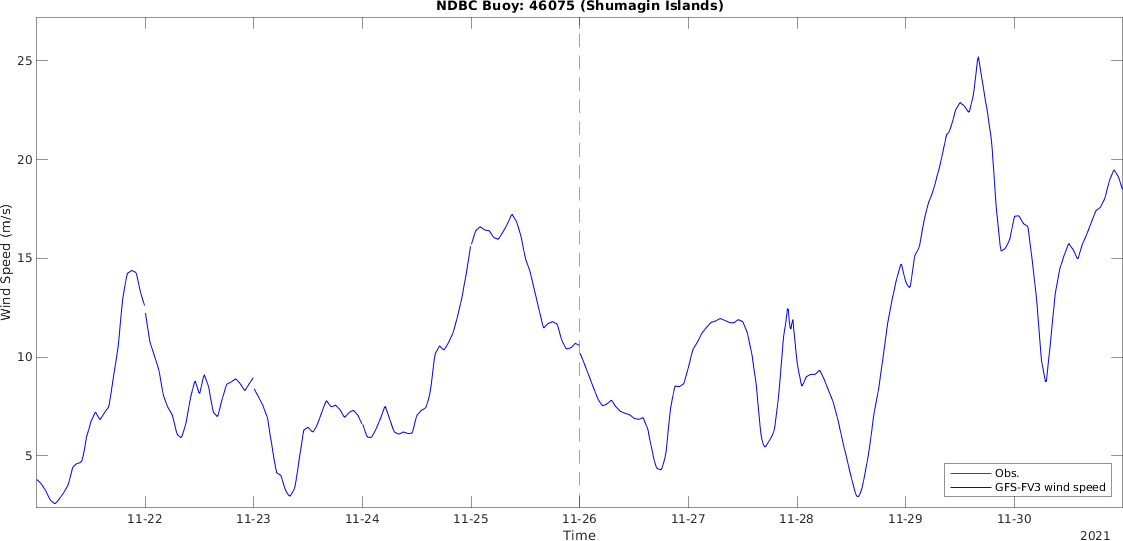 NDBC Buoy: 46075 (Shumagin Islands)
25
20
15
10
5
Wind Speed (m/s)
Obs.
GFS-FV3 wind speed
11-22 11-23 11-24 11-25 11-26 11-27 11-28 11-29 11-30
Time
2021